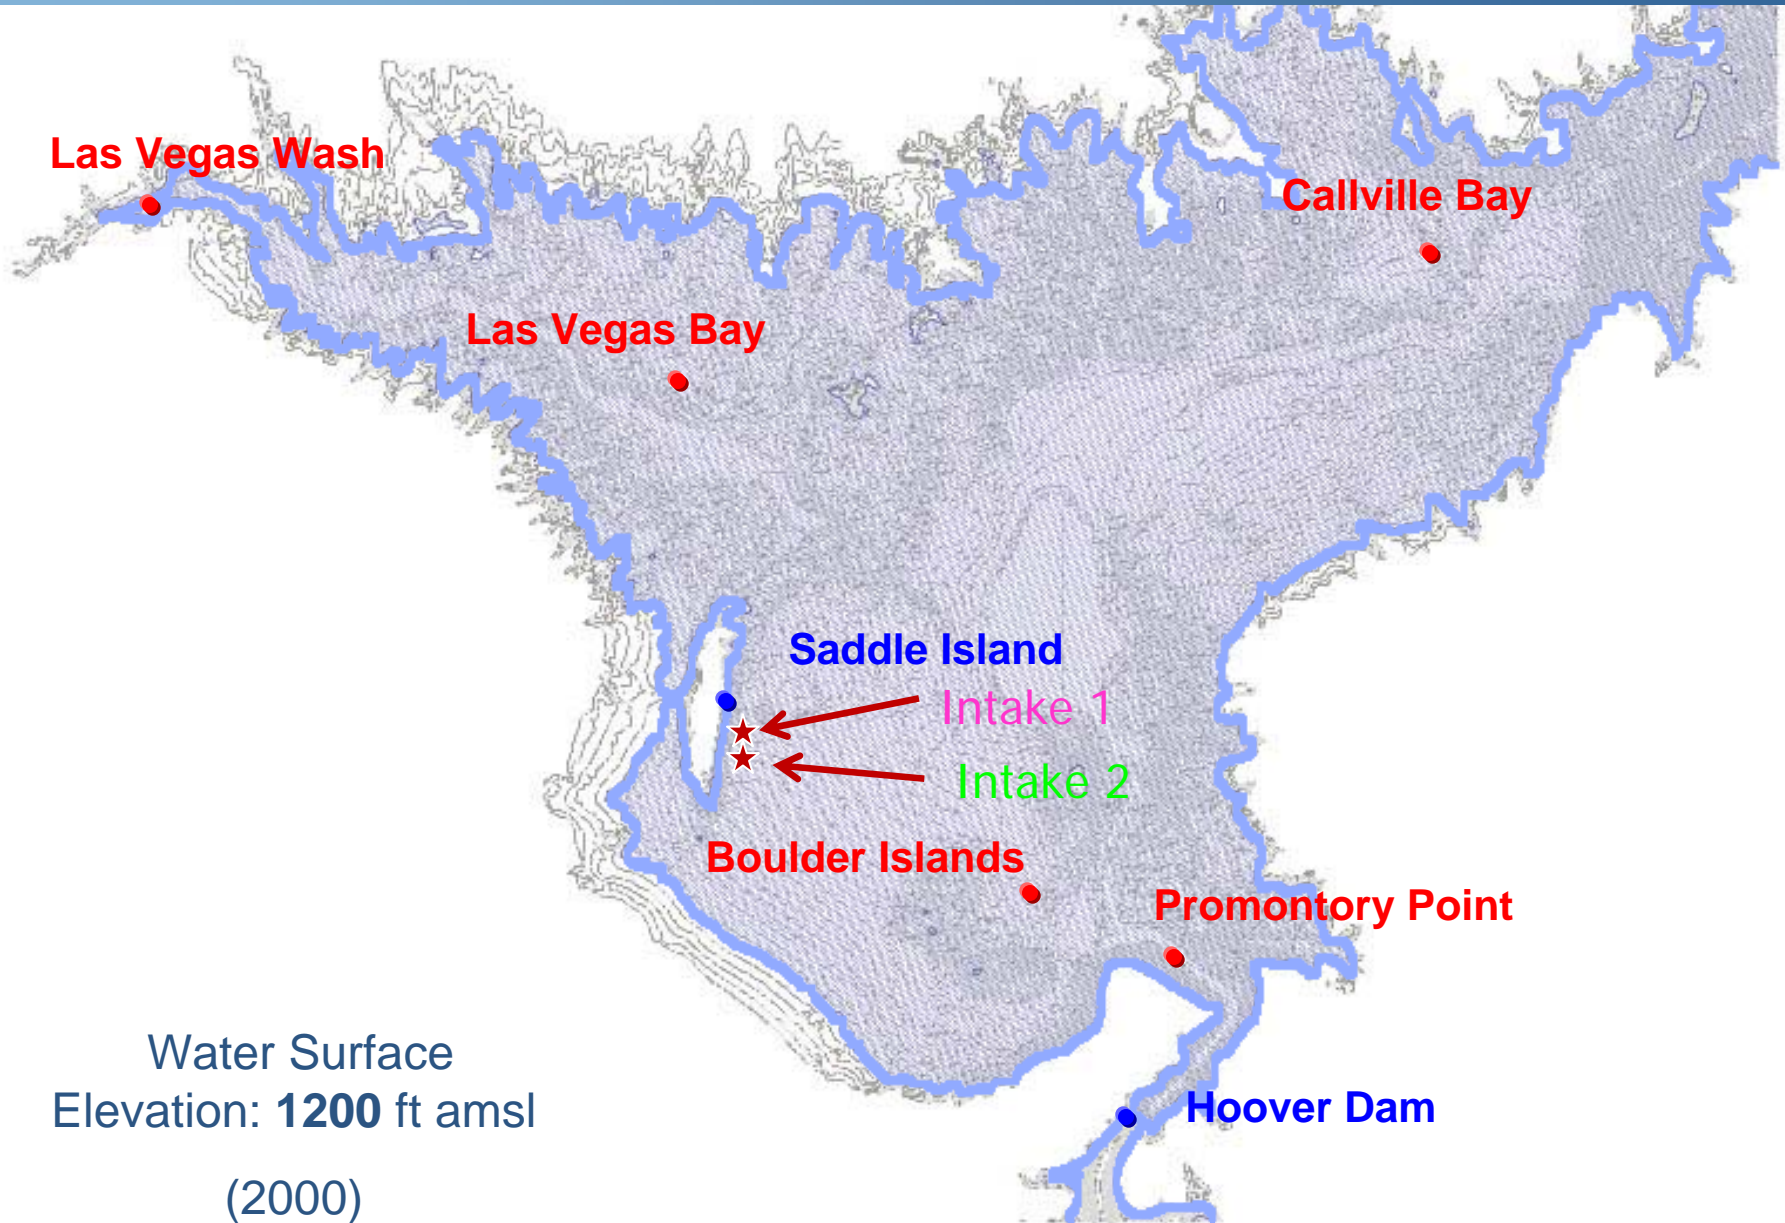 Las Vegas Wash
Callville Bay
Las Vegas Bay
Saddle Island
Intake 1
Intake 2
Boulder Islands
Promontory Point
Water Surface
Elevation: 1200 ft amsl
(2000)
Hoover Dam